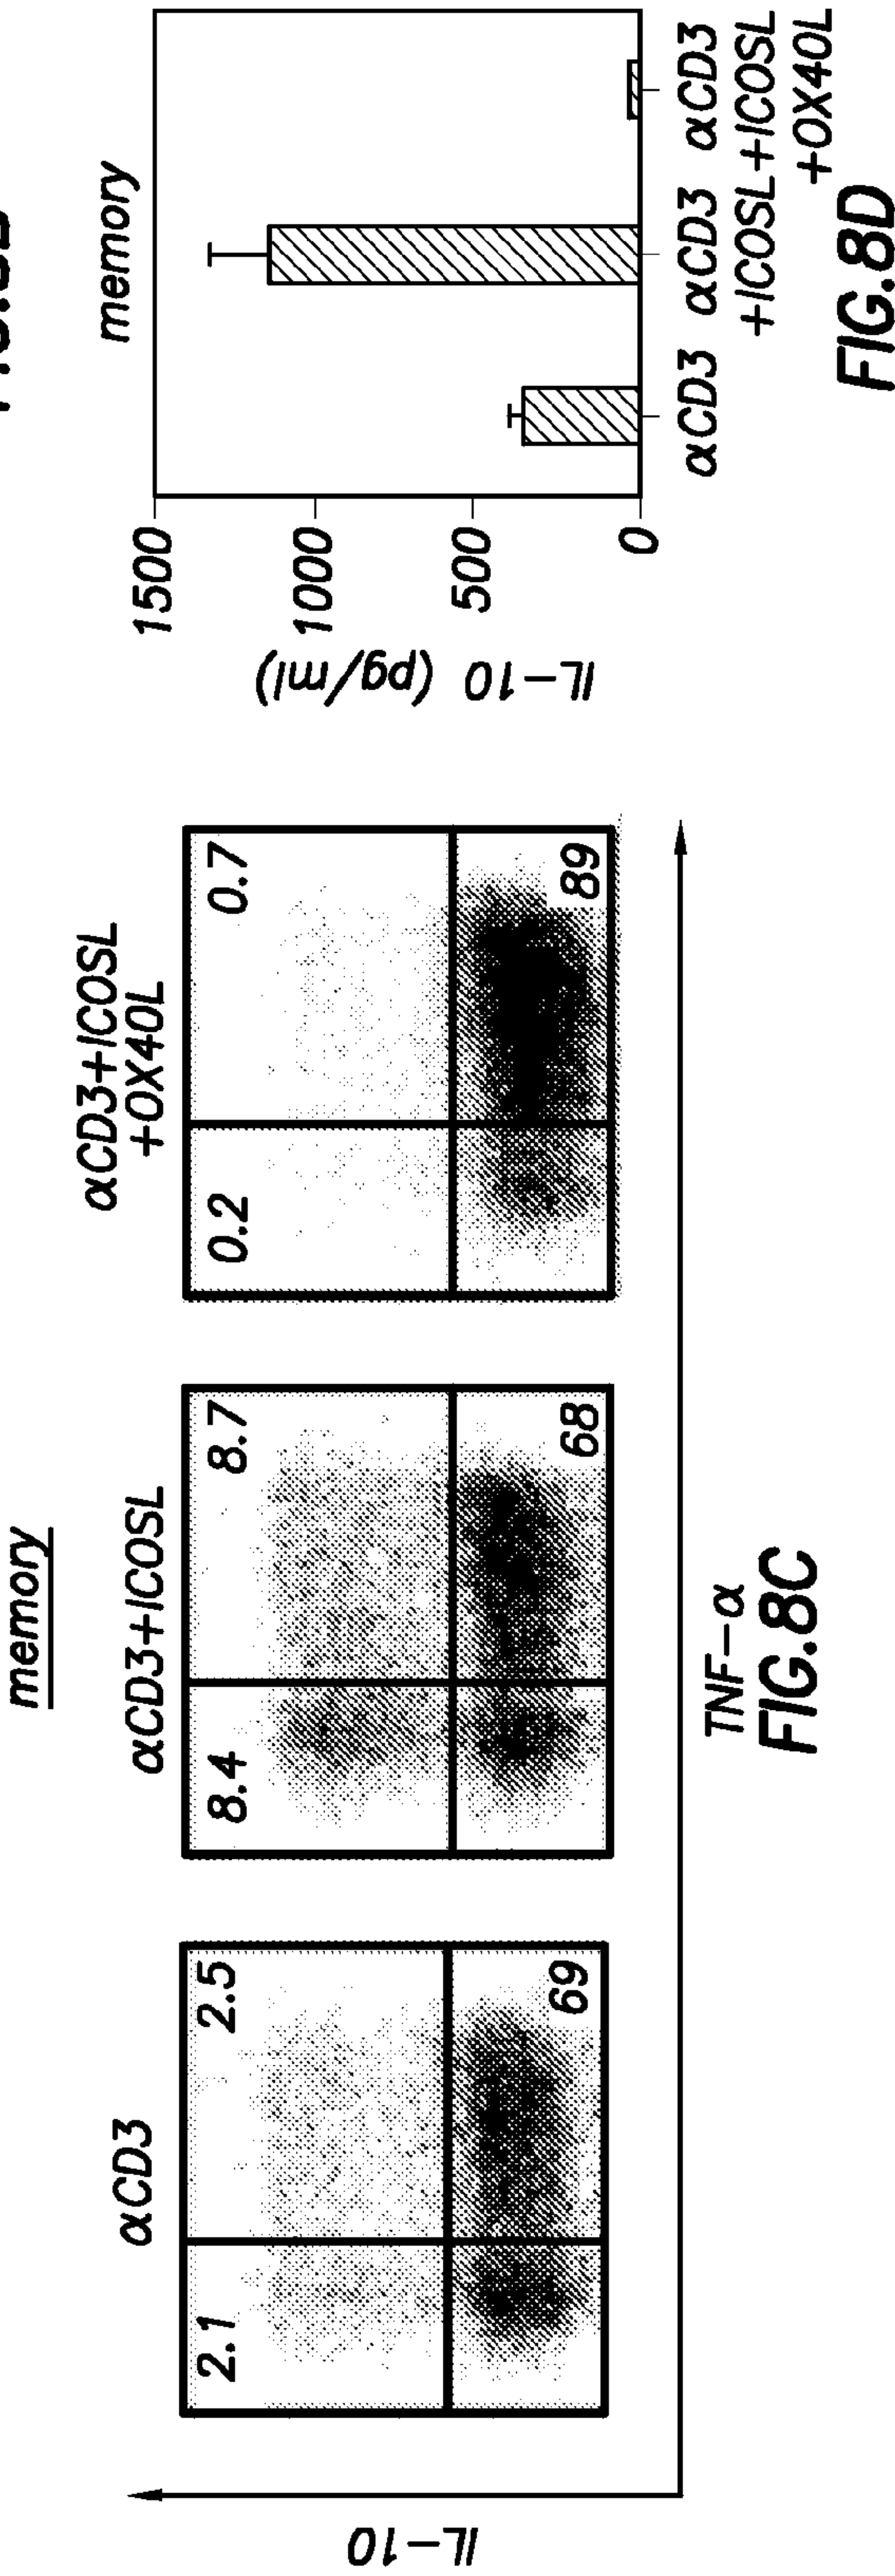 memory
αCD3
αCD3+ICOSL
αCD3+ICOSL
+OX40L
2.1
2.5
69
8.4
8.7
68
0.2
0.7
89
IL-10
TNF-α
FIG.8C
memory
1500
1000
500
0
IL-10 (pg/ml)
αCD3 αCD3 αCD3
+ICOSL+ICOSL
+OX40L
FIG.8D